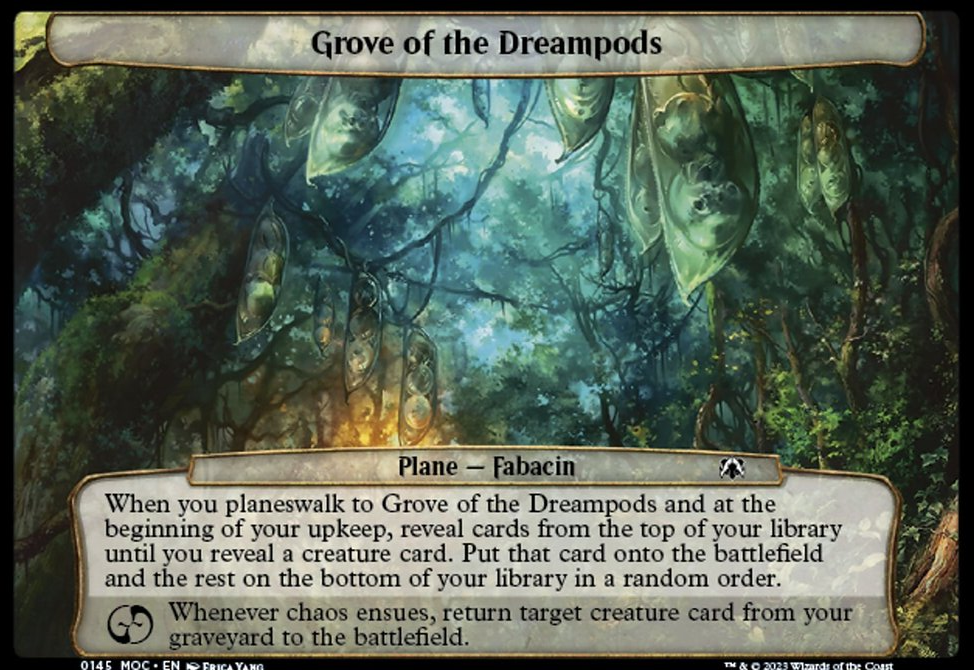 Grove of the Dreampods
Plane — Fabacin
When you planeswalk to Grove of the Dreampods and at the
beginning of your upkeep, reveal cards from the top of your library
until you reveal a creature card. Put that card onto the battlefield
and the rest on the bottom of your library in a random order.
Whenever chaos ensues, return target creature card from your
graveyard to the battlefield.
0145 MOC • EN Erica Yang ™ & © 2023 Wizards of the Coast